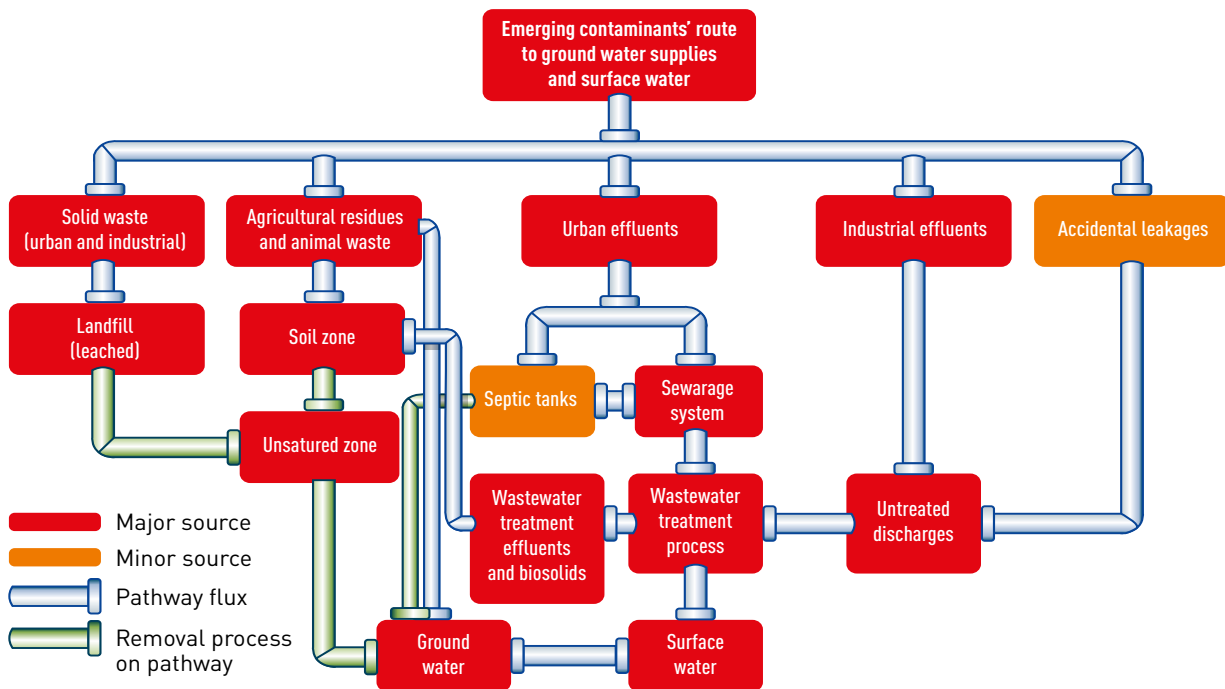 Emerging contaminants’ route
to ground water supplies
and surface water
Solid waste
(urban and industrial)
Agricultural residues
and animal waste
Urban effluents
Industrial effluents
Accidental leakages
Landfill
(leached)
Soil zone
Septic tanks
Sewarage
system
Unsatured zone
Wastewater
treatment
effluents
and biosolids
Wastewater
treatment
process
Untreated
discharges
Ground
water
Surface
water
Major source
Minor source
Pathway flux
Removal process
on pathway